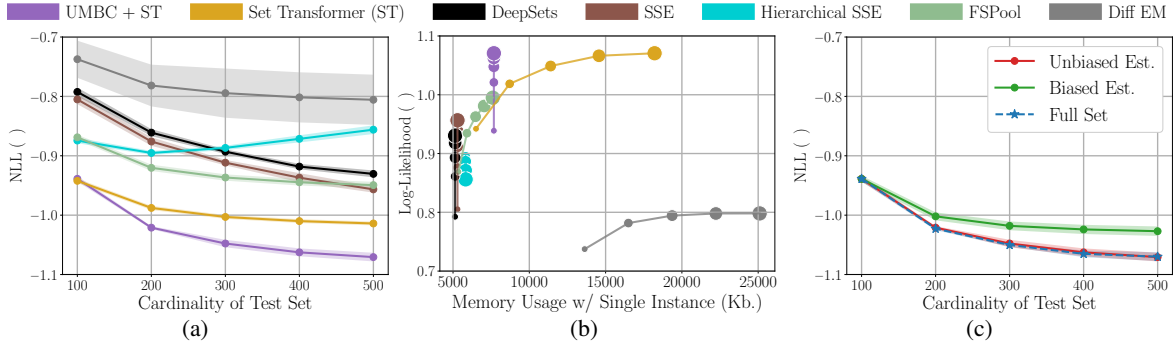 UMBC + ST Set Transformer (ST) DeepSets SSE Hierarchical SSE FSPool Diff EM
−0.7
−0.8
−0.9
−1.0
−1.1
NLL ( )
100 200 300 400 500
Cardinality of Test Set
(a)
1.1
1.0
0.9
0.8
0.7
Log-Likelihood ( )
5000 10000 15000 20000 25000
Memory Usage w/ Single Instance (Kb.)
(b)
−0.7
−0.8
−0.9
−1.0
−1.1
NLL ( )
Unbiased Est.
Biased Est.
Full Set
100 200 300 400 500
Cardinality of Test Set
(c)